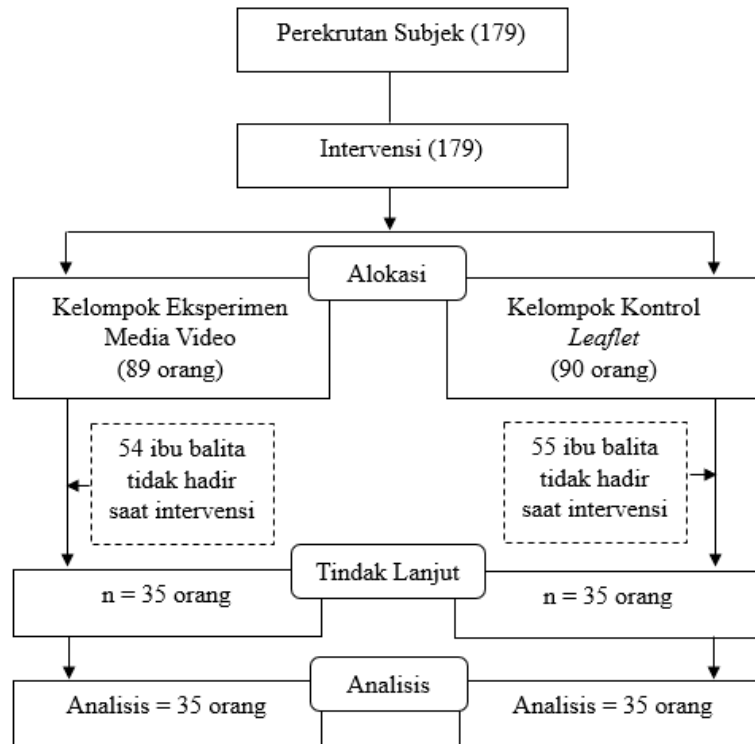 Perekrutan Subjek (179)
Intervensi (179)
Alokasi
Kelompok Eksperimen
Media Video
(89 orang)
Kelompok Kontrol
Leaflet
(90 orang)
54 ibu balita
tidak hadir
saat intervensi
55 ibu balita
tidak hadir
saat intervensi
Tindak Lanjut
n = 35 orang
n = 35 orang
Analisis
Analisis = 35 orang
Analisis = 35 orang